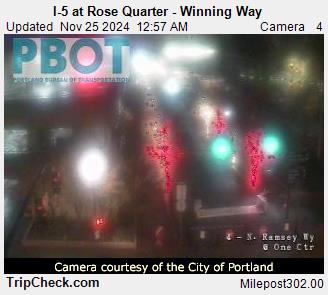 I-5 at Rose Quarter - Winning Way
Updated Nov 25 2024 12:57 AM Camera 4
PBOT
PORTLAND BUREAU OF TRANSPORTATION
4 - N. Ramsey Wy
@ One Ctr
Camera courtesy of the City of Portland
TripCheck.com Milepost302.00